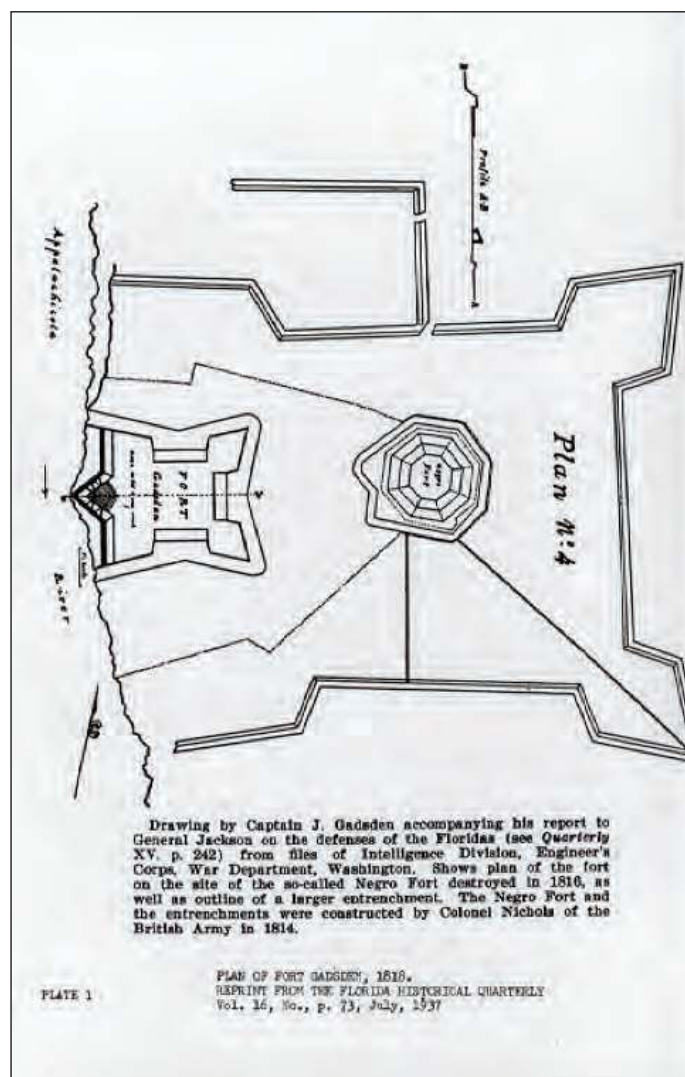 Plan Nº: 4
Profile AB
B
A
Appalachicola
River
FORT
Gadsden
Negro
Fort
Drawing by Captain J. Gadsden accompanying his report to
General Jackson on the defenses of the Floridas (see Quarterly
XV. p. 242) from files of Intelligence Division, Engineer's
Corps, War Department, Washington. Shows plan of the fort
on the site of the so-called Negro Fort destroyed in 1816, as
well as outline of a larger entrenchment. The Negro Fort and
the entrenchments were constructed by Colonel Nichols of the
British Army in 1814.
PLATE 1
PLAN OF FORT GADSDEN, 1818.
REPRINT FROM THE FLORIDA HISTORICAL QUARTERLY
Vol. 16, No., p. 73, July, 1937